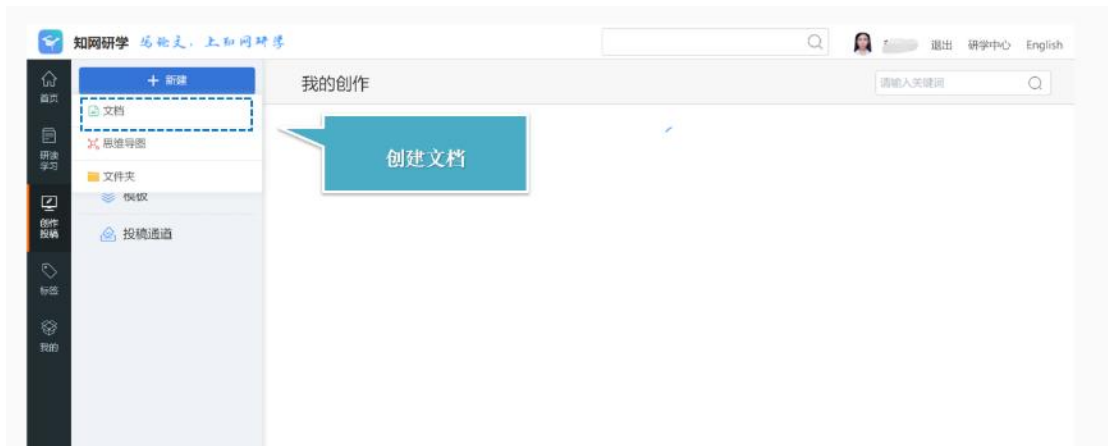 知网研学 写论文，上知网研学
退出 研学中心 English
首页
+ 新建
我的创作
请输入关键词
文档
思维导图
创建文档
研读
学习
文件夹
模板
创作
投稿
投稿通道
标签
我的